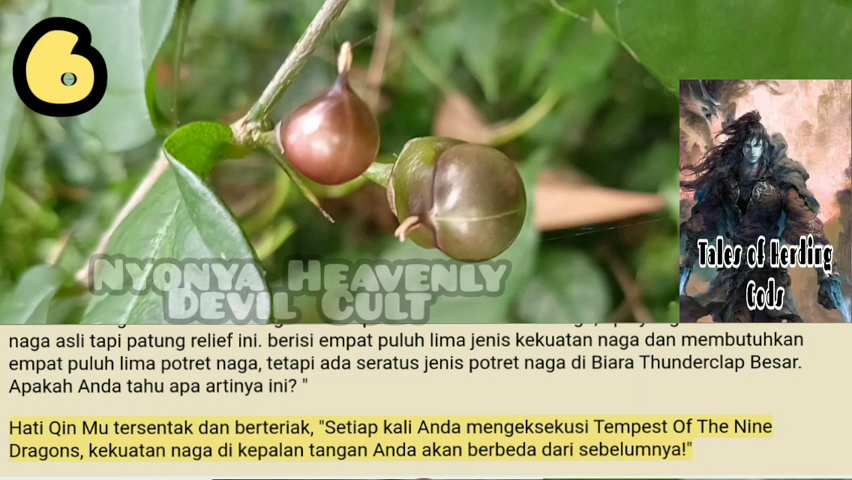 6
Nyonya Heavenly
Devil Cult
Tales of Herding
Gods
naga asli tapi patung relief ini. berisi empat puluh lima jenis kekuatan naga dan membutuhkan
empat puluh lima potret naga, tetapi ada seratus jenis potret naga di Biara Thunderclap Besar.
Apakah Anda tahu apa artinya ini? "
Hati Qin Mu tersentak dan berteriak, "Setiap kali Anda mengeksekusi Tempest Of The Nine
Dragons, kekuatan naga di kepalan tangan Anda akan berbeda dari sebelumnya!"